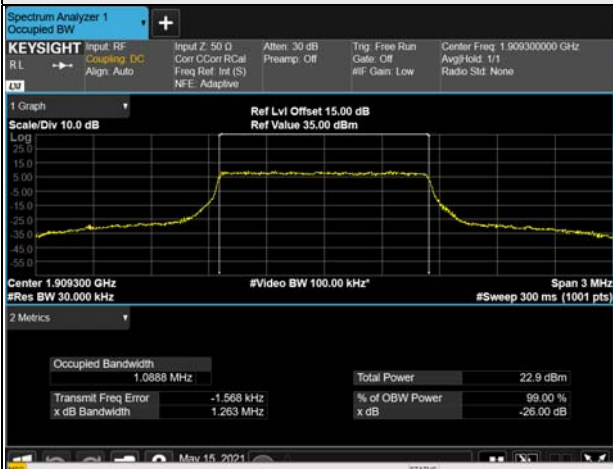 Spectrum Analyzer 1
Occupied BW
KEYSIGHT
RL
LXI
Input: RF
Coupling: DC
Align: Auto
Input Z: 50 Ω
Corr CCorr RCal
Freq Ref: Int (S)
NFE: Adaptive
Atten: 30 dB
Preamp: Off
Trig: Free Run
Gate: Off
#IF Gain: Low
Center Freq: 1.909300000 GHz
Avg|Hold: 1/1
Radio Std: None
1 Graph
Scale/Div 10.0 dB
Ref Lvl Offset 15.00 dB
Ref Value 35.00 dBm
Log
25.0
15.0
5.00
-5.00
-15.0
-25.0
-35.0
-45.0
-55.0
Center 1.909300 GHz
#Res BW 30.000 kHz
#Video BW 100.00 kHz*
Span 3 MHz
#Sweep 300 ms (1001 pts)
2 Metrics
Occupied Bandwidth
1.0888 MHz
Total Power 22.9 dBm
Transmit Freq Error -1.568 kHz
% of OBW Power 99.00 %
x dB Bandwidth 1.263 MHz
x dB -26.00 dB
May 15, 2021
MSG
STATUS